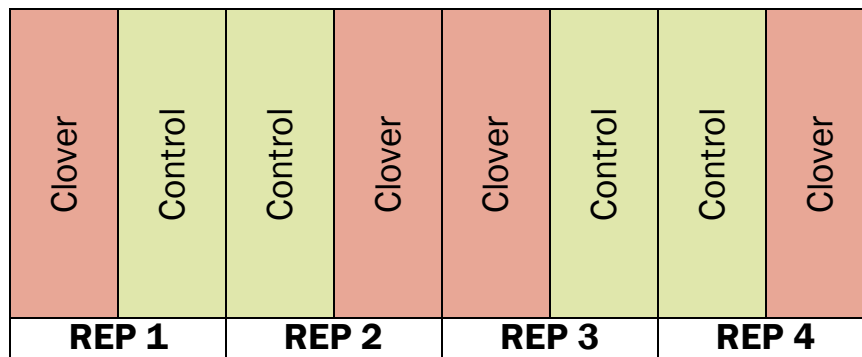 Clover
Control
Control
Clover
Clover
Control
Control
Clover
REP 1
REP 2
REP 3
REP 4